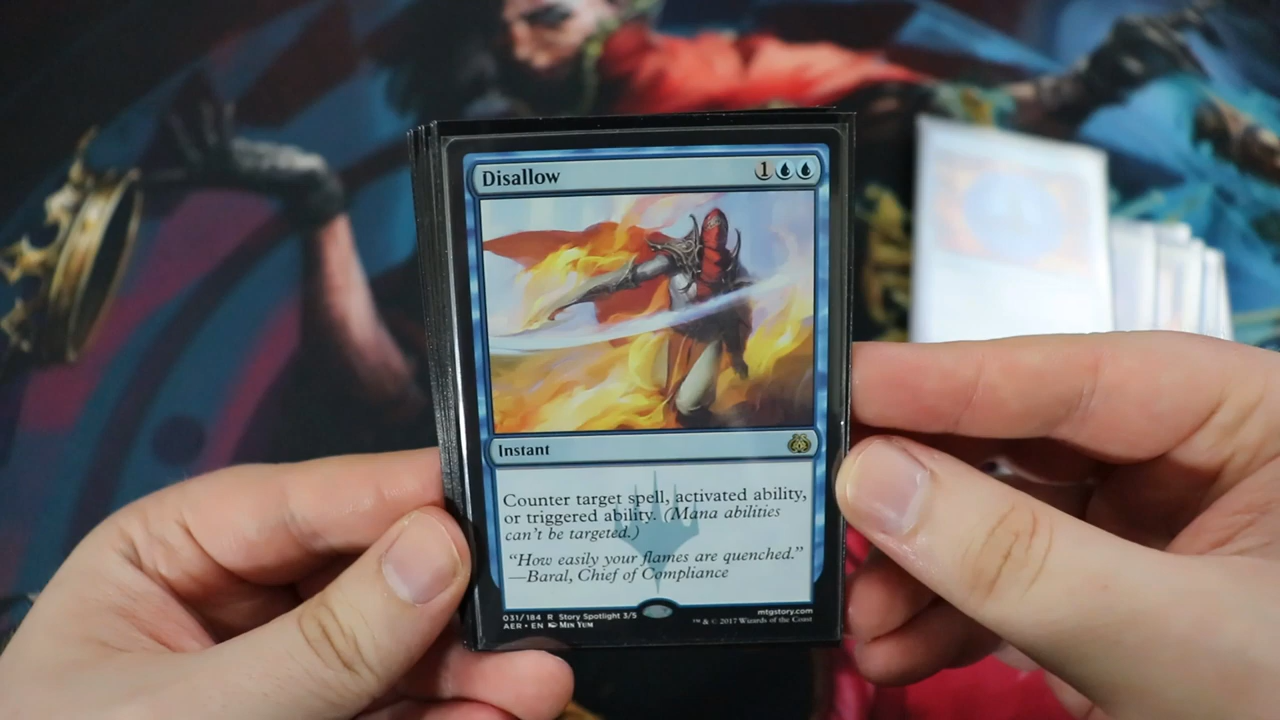 Disallow 1
Instant
Counter target spell, activated ability,
or triggered ability. (Mana abilities
can't be targeted.)
“How easily your flames are quenched.”
—Baral, Chief of Compliance
031/184 R Story Spotlight 3/5 mtgstory.com
AER • EN Min Yum ™ & © 2017 Wizards of the Coast